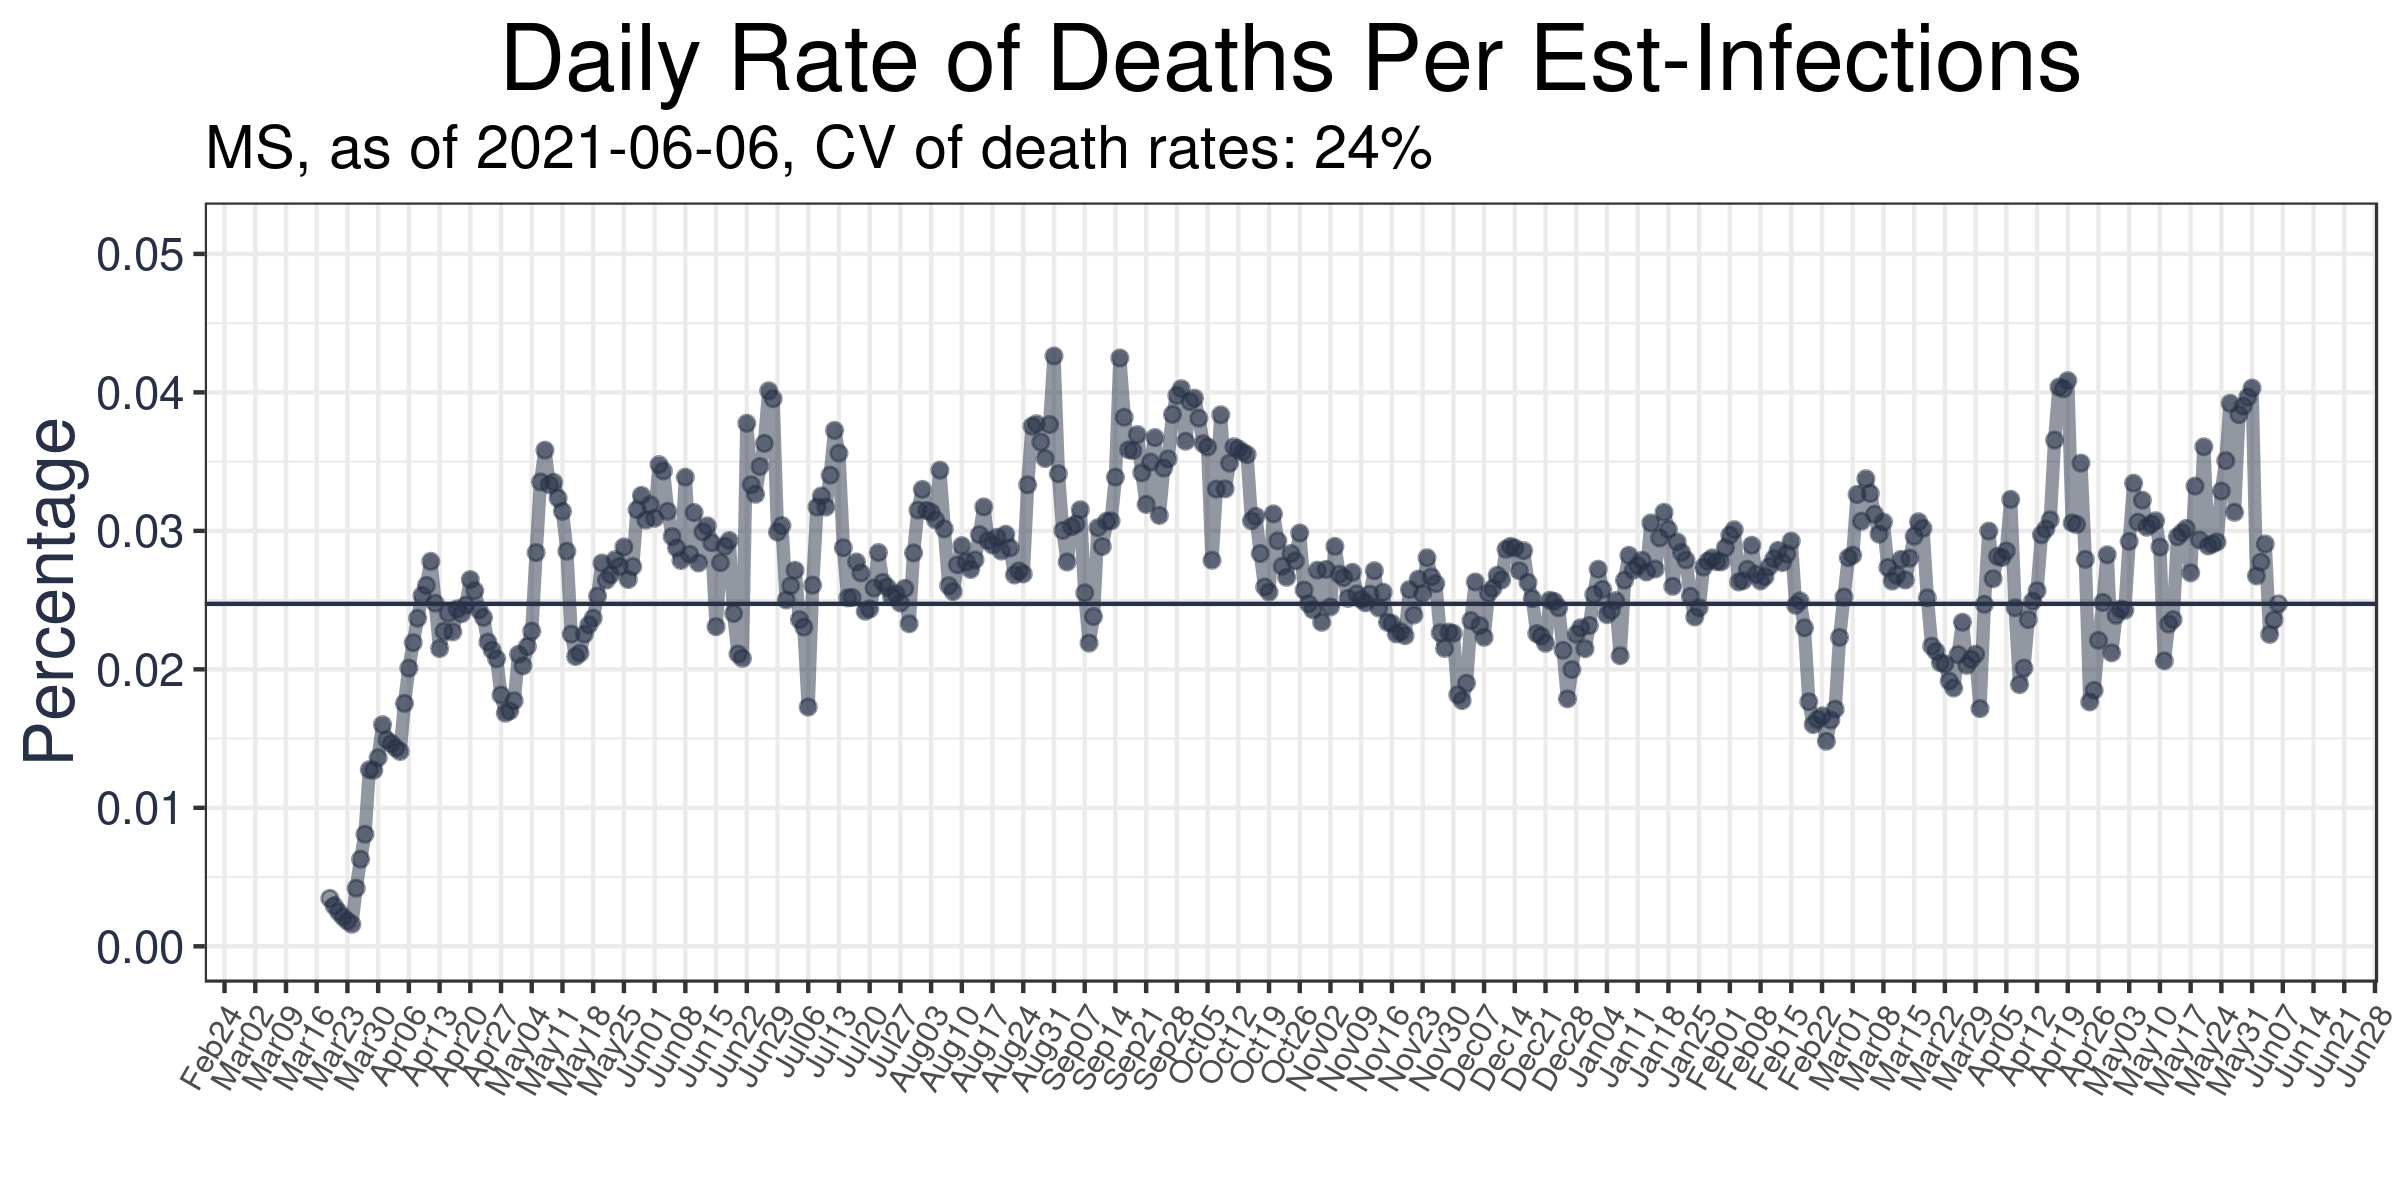 Daily Rate of Deaths Per Est-Infections
MS, as of 2021-06-06, CV of death rates: 24%
Percentage
0.05
0.04
0.03
0.02
0.01
0.00
Feb24
Mar02
Mar09
Mar16
Mar23
Mar30
Apr06
Apr13
Apr20
Apr27
May04
May11
May18
May25
Jun01
Jun08
Jun15
Jun22
Jun29
Jul06
Jul13
Jul20
Jul27
Aug03
Aug10
Aug17
Aug24
Aug31
Sep07
Sep14
Sep21
Sep28
Oct05
Oct12
Oct19
Oct26
Nov02
Nov09
Nov16
Nov23
Nov30
Dec07
Dec14
Dec21
Dec28
Jan04
Jan11
Jan18
Jan25
Feb01
Feb08
Feb15
Feb22
Mar01
Mar08
Mar15
Mar22
Mar29
Apr05
Apr12
Apr19
Apr26
May03
May10
May17
May24
May31
Jun07
Jun14
Jun21
Jun28